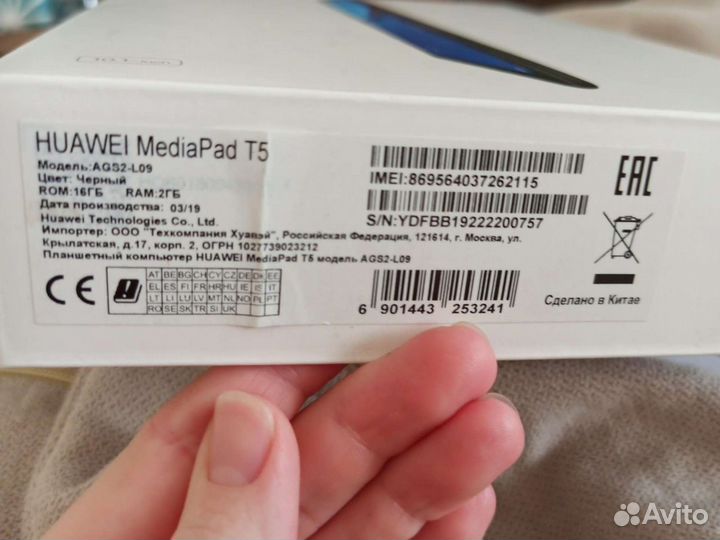 HUAWEI MediaPad T5
Модель:AGS2-L09
Цвет: Черный
ROM:16ГБ RAM:2ГБ
Дата производства: 03/19
Huawei Technologies Co., Ltd.
Импортер: ООО "Техкомпания Хуавэй", Российская Федерация, 121614, г. Москва, ул.
Крылатская, д.17, корп. 2, ОГРН 1027739023212
Планшетный компьютер HUAWEI MediaPad T5 модель AGS2-L09
IMEI:869564037262115
S/N:YDFBB19222200757
EAC
CE
AT BE BG CH CY CZ DE DK EE
EL ES FI FR HR HU IE IS IT
LT LI LU LV MT NL NO PL PT
RO SE SK TR SI UK
6 901443 253241
Сделано в Китае
Avito